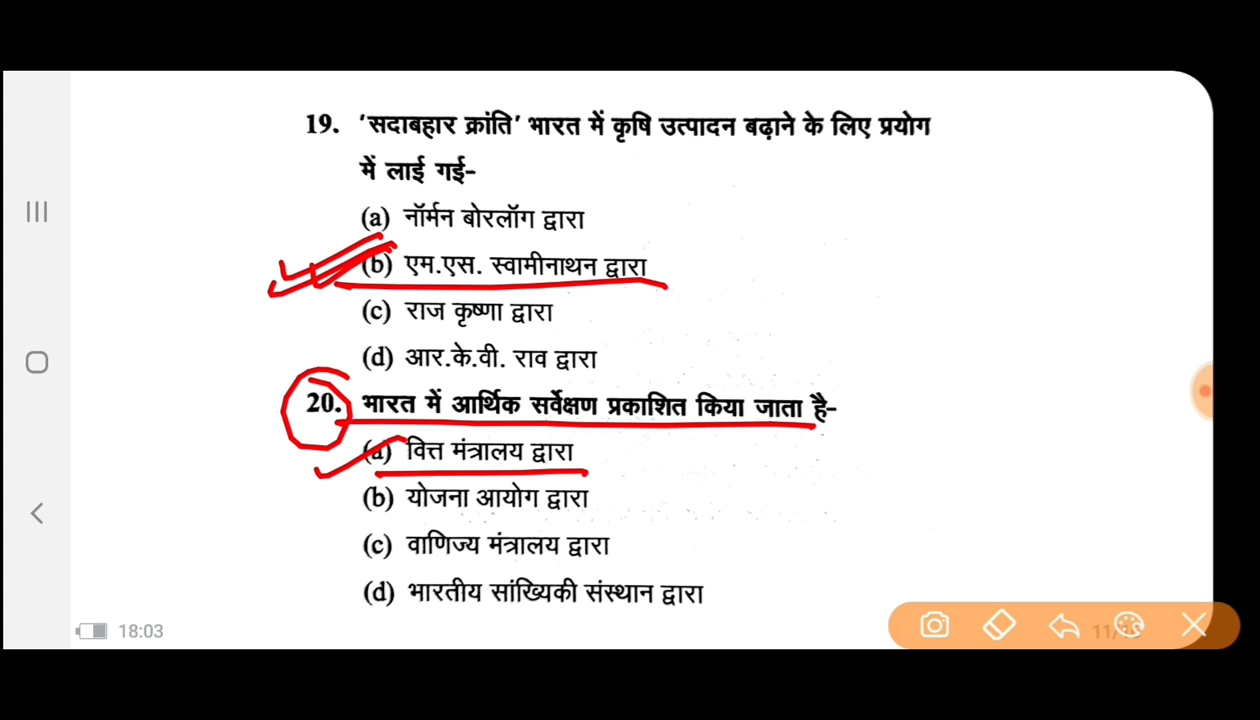 19. 'सदाबहार क्रांति' भारत में कृषि उत्पादन बढ़ाने के लिए प्रयोग
में लाई गई-
(a) नॉर्मन बोरलॉग द्वारा
(b) एम.एस. स्वामीनाथन द्वारा
(c) राज कृष्णा द्वारा
(d) आर.के.वी. राव द्वारा
20. भारत में आर्थिक सर्वेक्षण प्रकाशित किया जाता है-
(a) वित्त मंत्रालय द्वारा
(b) योजना आयोग द्वारा
(c) वाणिज्य मंत्रालय द्वारा
(d) भारतीय सांख्यिकी संस्थान द्वारा
18:03